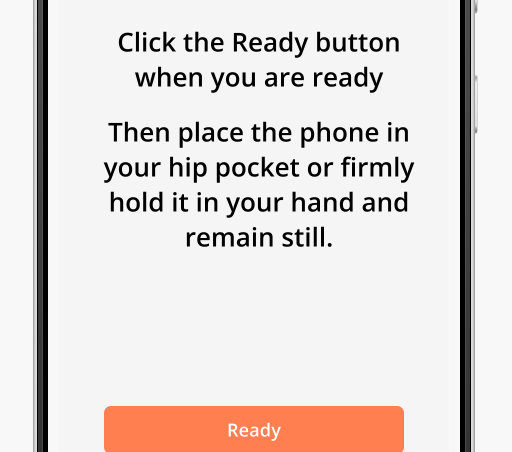 Click the Ready button
when you are ready
Then place the phone in
your hip pocket or firmly
hold it in your hand and
remain still.
Ready